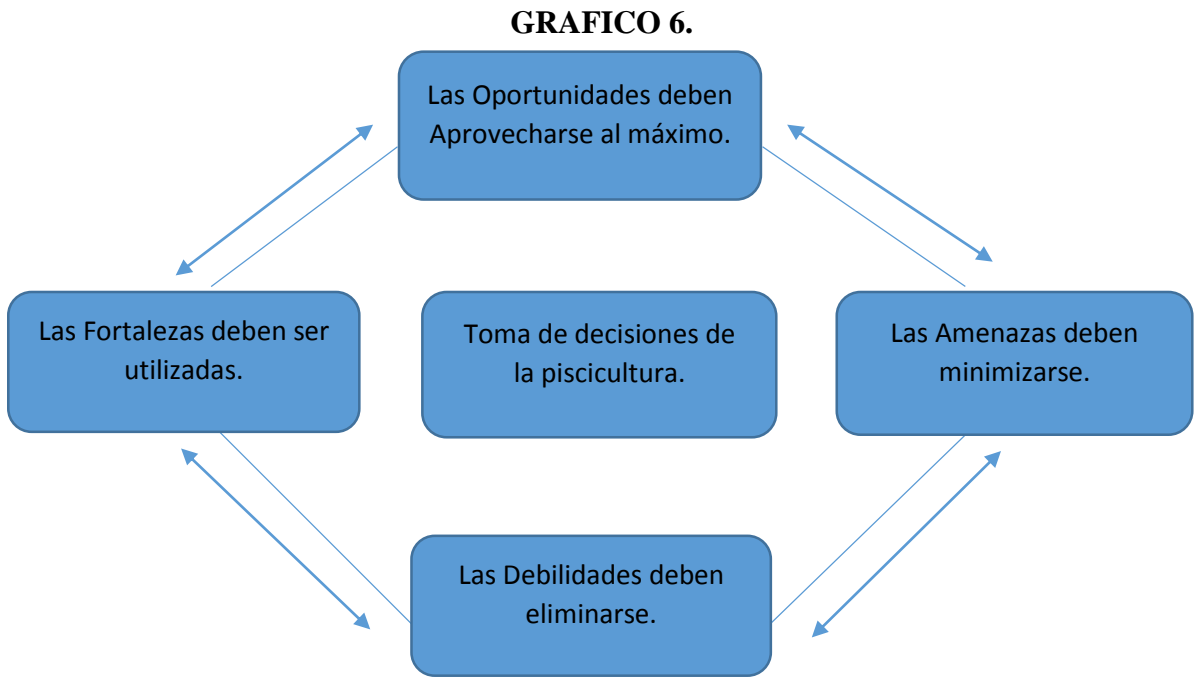 GRAFICO 6.
Las Oportunidades deben
Aprovecharse al máximo.
Las Fortalezas deben ser
utilizadas.
Toma de decisiones de
la piscicultura.
Las Amenazas deben
minimizarse.
Las Debilidades deben
eliminarse.